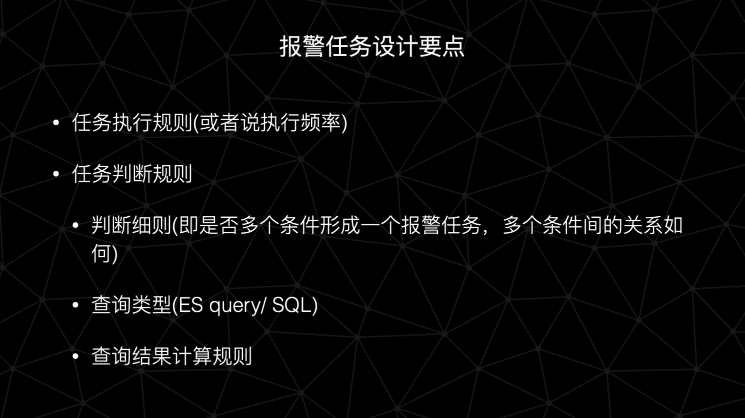 报警任务设计要点
• 任务执行规则(或者说执行频率)
• 任务判断规则
• 判断细则(即是否多个条件形成一个报警任务，多个条件间的关系如
何)
• 查询类型(ES query/ SQL)
• 查询结果计算规则